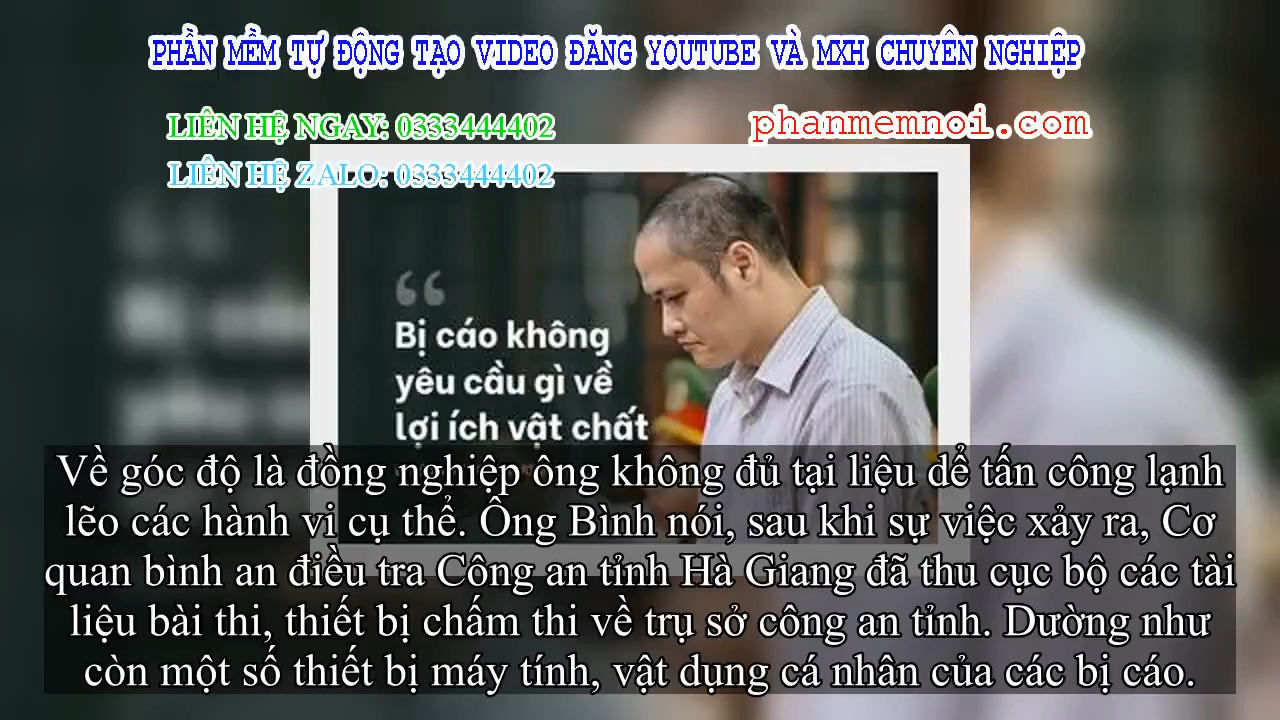 PHẦN MỀM TỰ ĐỘNG TẠO VIDEO ĐĂNG YOUTUBE VÀ MXH CHUYÊN NGHIỆP
LIÊN HỆ NGAY: 0333444402
phanmemnoi.com
LIÊN HỆ ZALO: 0333444402
“
Bị cáo không
yêu cầu gì về
lợi ích vật chất
Về góc độ là đồng nghiệp ông không đủ tại liệu dể tấn công lạnh
lẽo các hành vi cụ thể. Ông Bình nói, sau khi sự việc xảy ra, Cơ
quan bình an điều tra Công an tỉnh Hà Giang đã thu cục bộ các tài
liệu bài thi, thiết bị chấm thi về trụ sở công an tỉnh. Dường như
còn một số thiết bị máy tính, vật dụng cá nhân của các bị cáo.